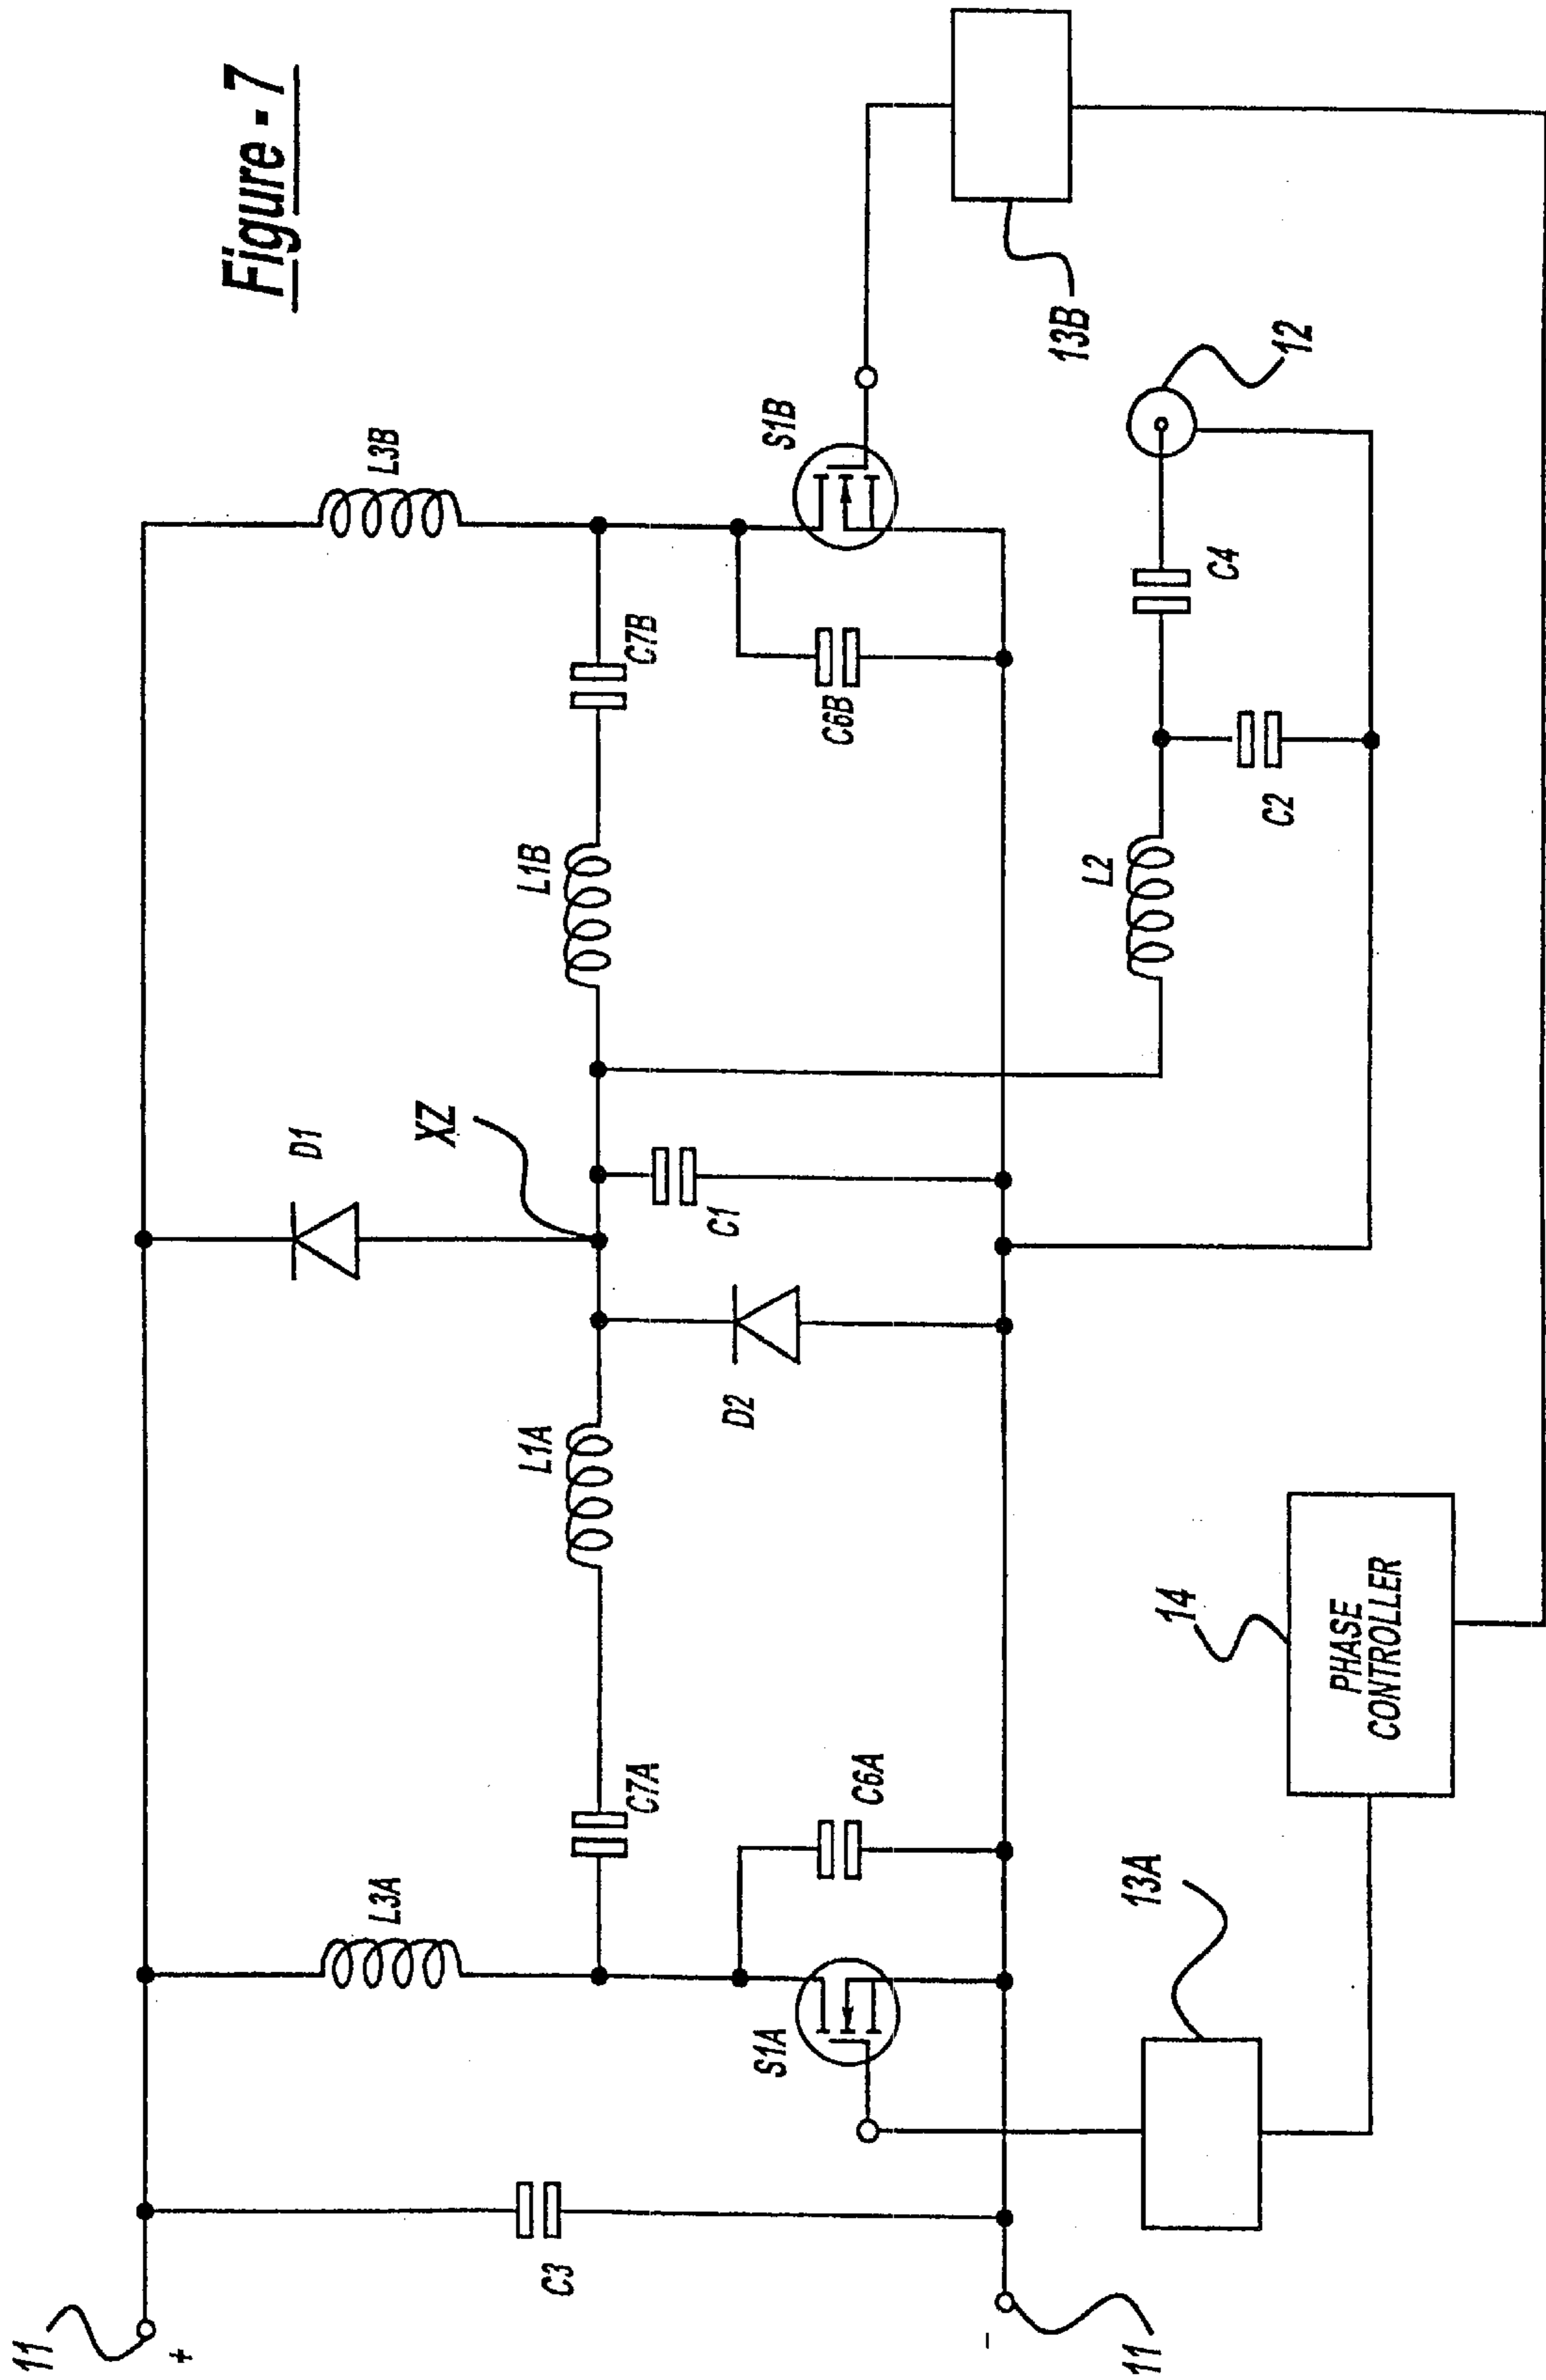 Figure - 7
11
+
C3
11
-
L3A
S1A
C7A
C6A
13A
L1A
XZ
D1
D2
C1
14
PHASE
CONTROLLER
L1B
C7B
C6B
L3B
S1B
L2
C2
C4
12
13B